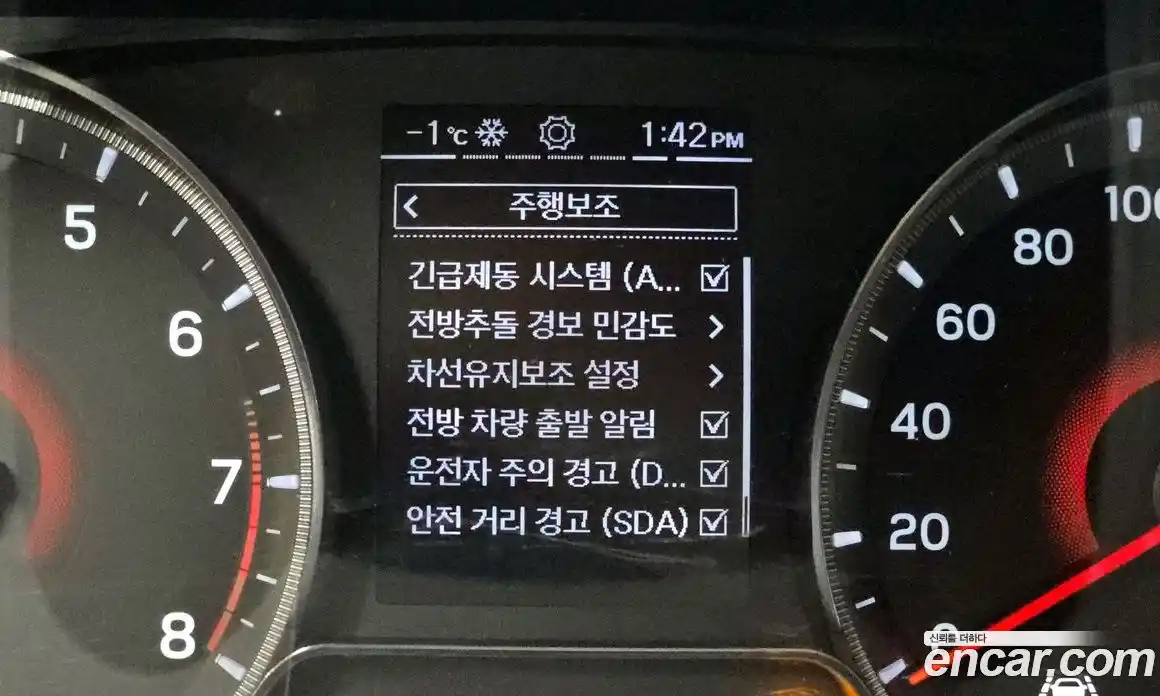 -1℃ 1:42PM
주행보조
긴급제동 시스템 (A...
전방추돌 경보 민감도
차선유지보조 설정
전방 차량 출발 알림
운전자 주의 경고 (D...
안전 거리 경고 (SDA)
5
6
7
8
100
80
60
40
20
0
신뢰를 더하다
encar.com